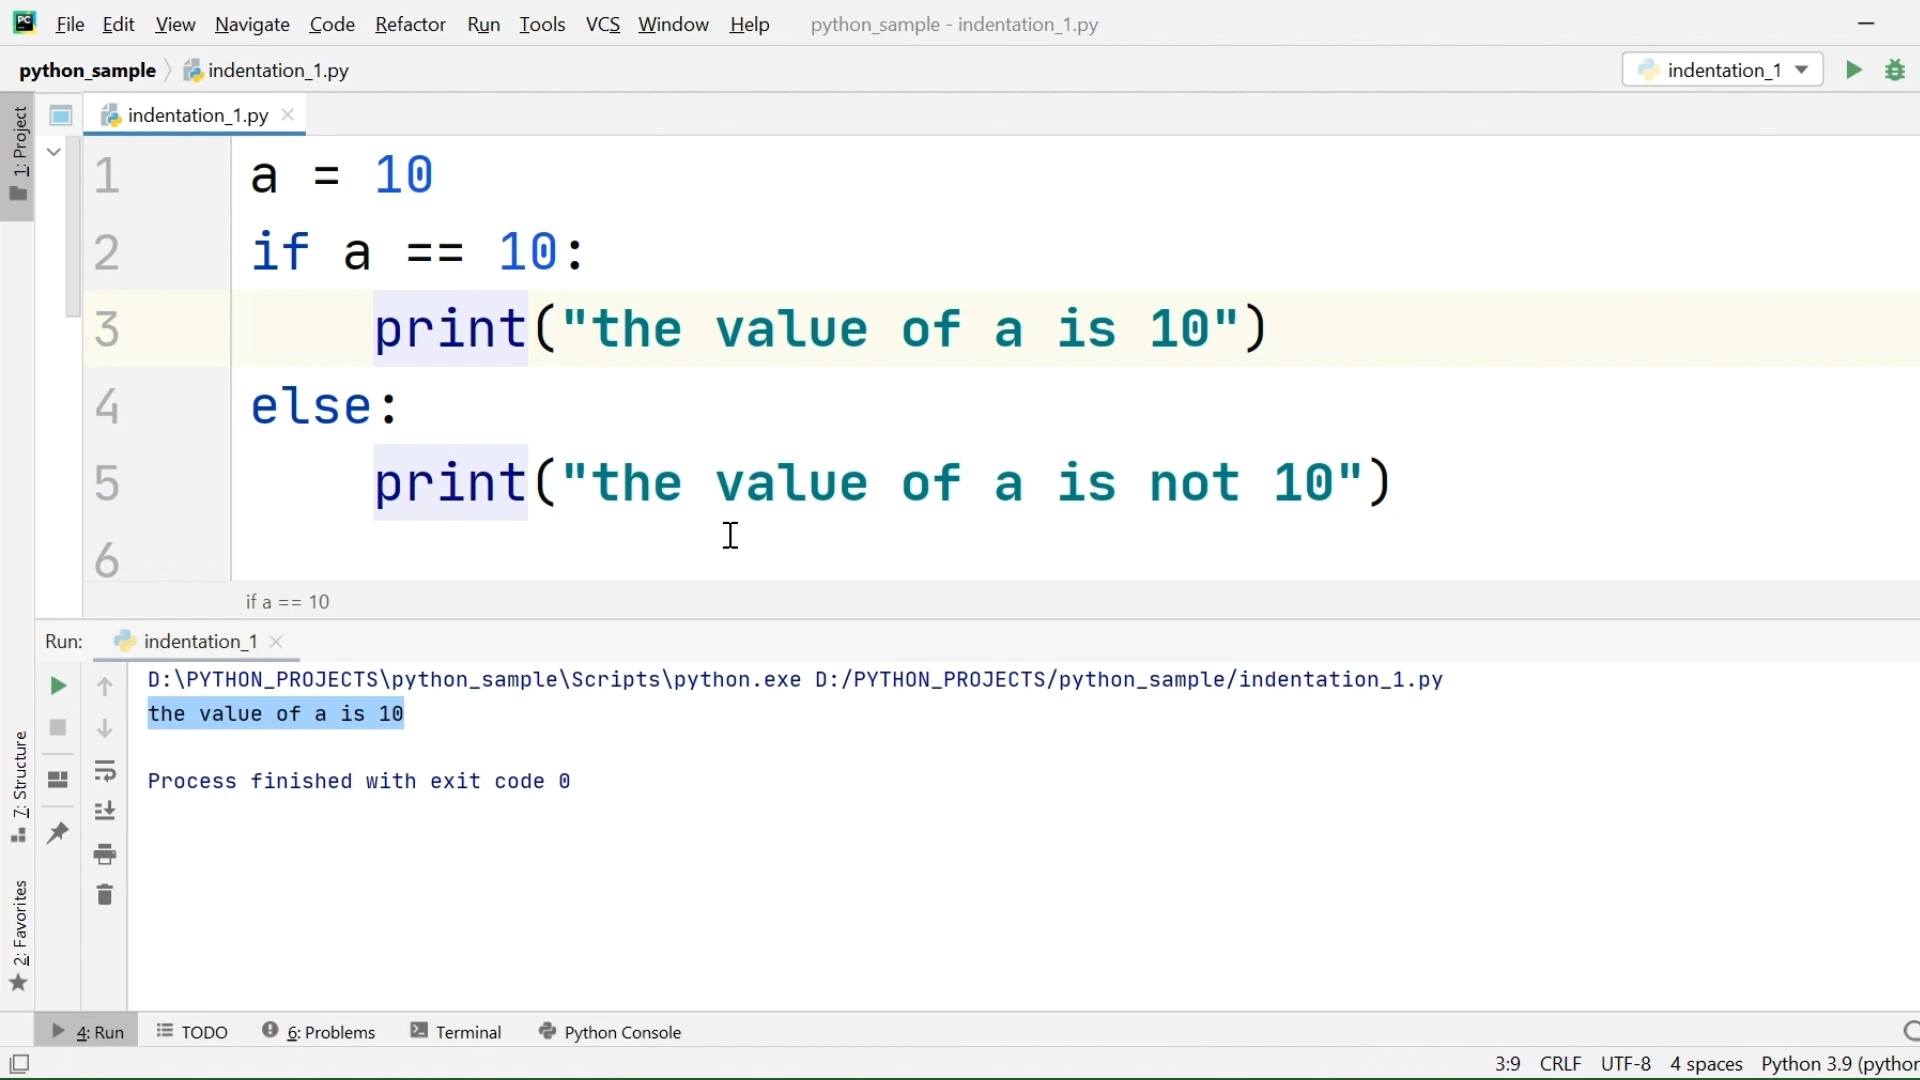 PC File Edit View Navigate Code Refactor Run Tools VCS Window Help python_sample - indentation_1.py
python_sample indentation_1.py indentation_1
1: Project
indentation_1.py
1 a = 10
2 if a == 10:
3 print("the value of a is 10")
4 else:
5 print("the value of a is not 10")
6
if a == 10
Run: indentation_1
D:\PYTHON_PROJECTS\python_sample\Scripts\python.exe D:/PYTHON_PROJECTS/python_sample/indentation_1.py
the value of a is 10
Process finished with exit code 0
7: Structure
2: Favorites
4: Run TODO 6: Problems Terminal Python Console
3:9 CRLF UTF-8 4 spaces Python 3.9 (python